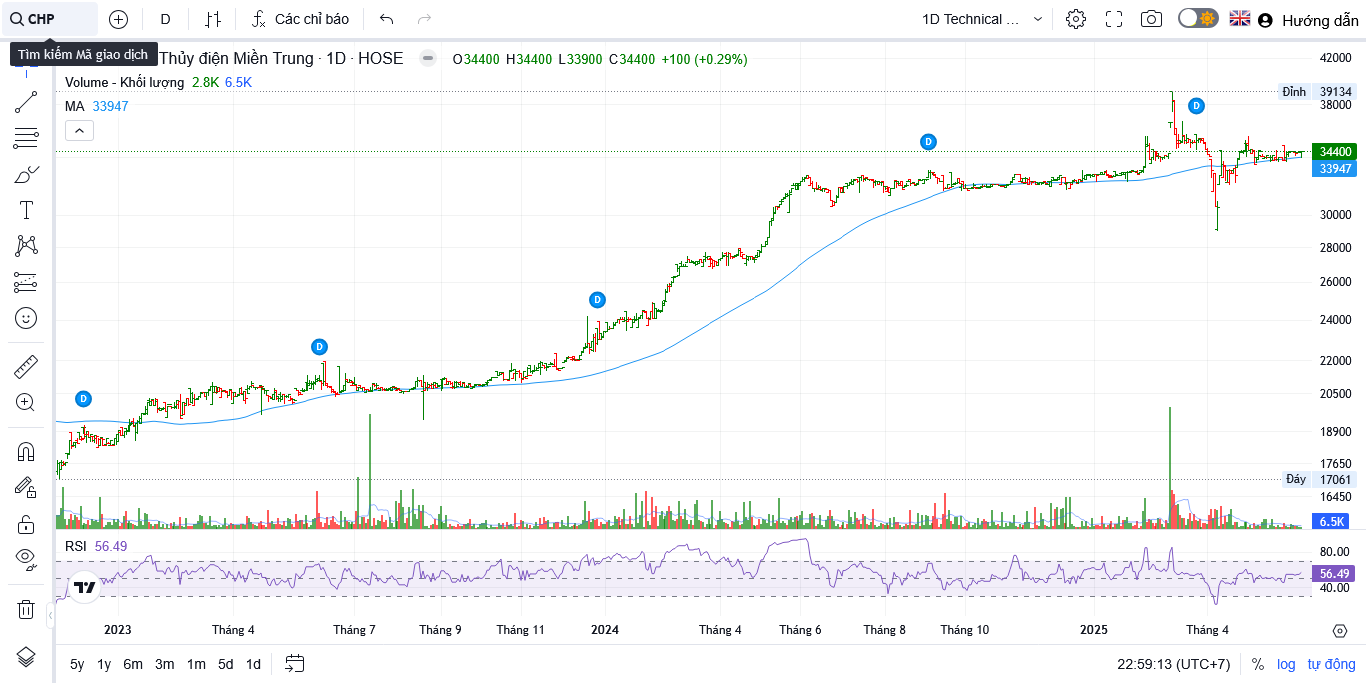 CHP
D
Các chỉ báo
1D Technical ...
Hướng dẫn
Tìm kiếm Mã giao dịch
Thủy điện Miền Trung · 1D · HOSE
O34400 H34400 L33900 C34400 +100 (+0.29%)
Volume - Khối lượng 2.8K 6.5K
MA 33947
42000
Đỉnh 39134
38000
34400
33947
30000
28000
26000
24000
22000
20500
18900
17650
Đáy 17061
16450
6.5K
D
D
D
D
D
RSI 56.49
80.00
56.49
40.00
2023 Tháng 4 Tháng 7 Tháng 9 Tháng 11 2024 Tháng 4 Tháng 6 Tháng 8 Tháng 10 2025 Tháng 4
5y 1y 6m 3m 1m 5d 1d
22:59:13 (UTC+7) % log tự động